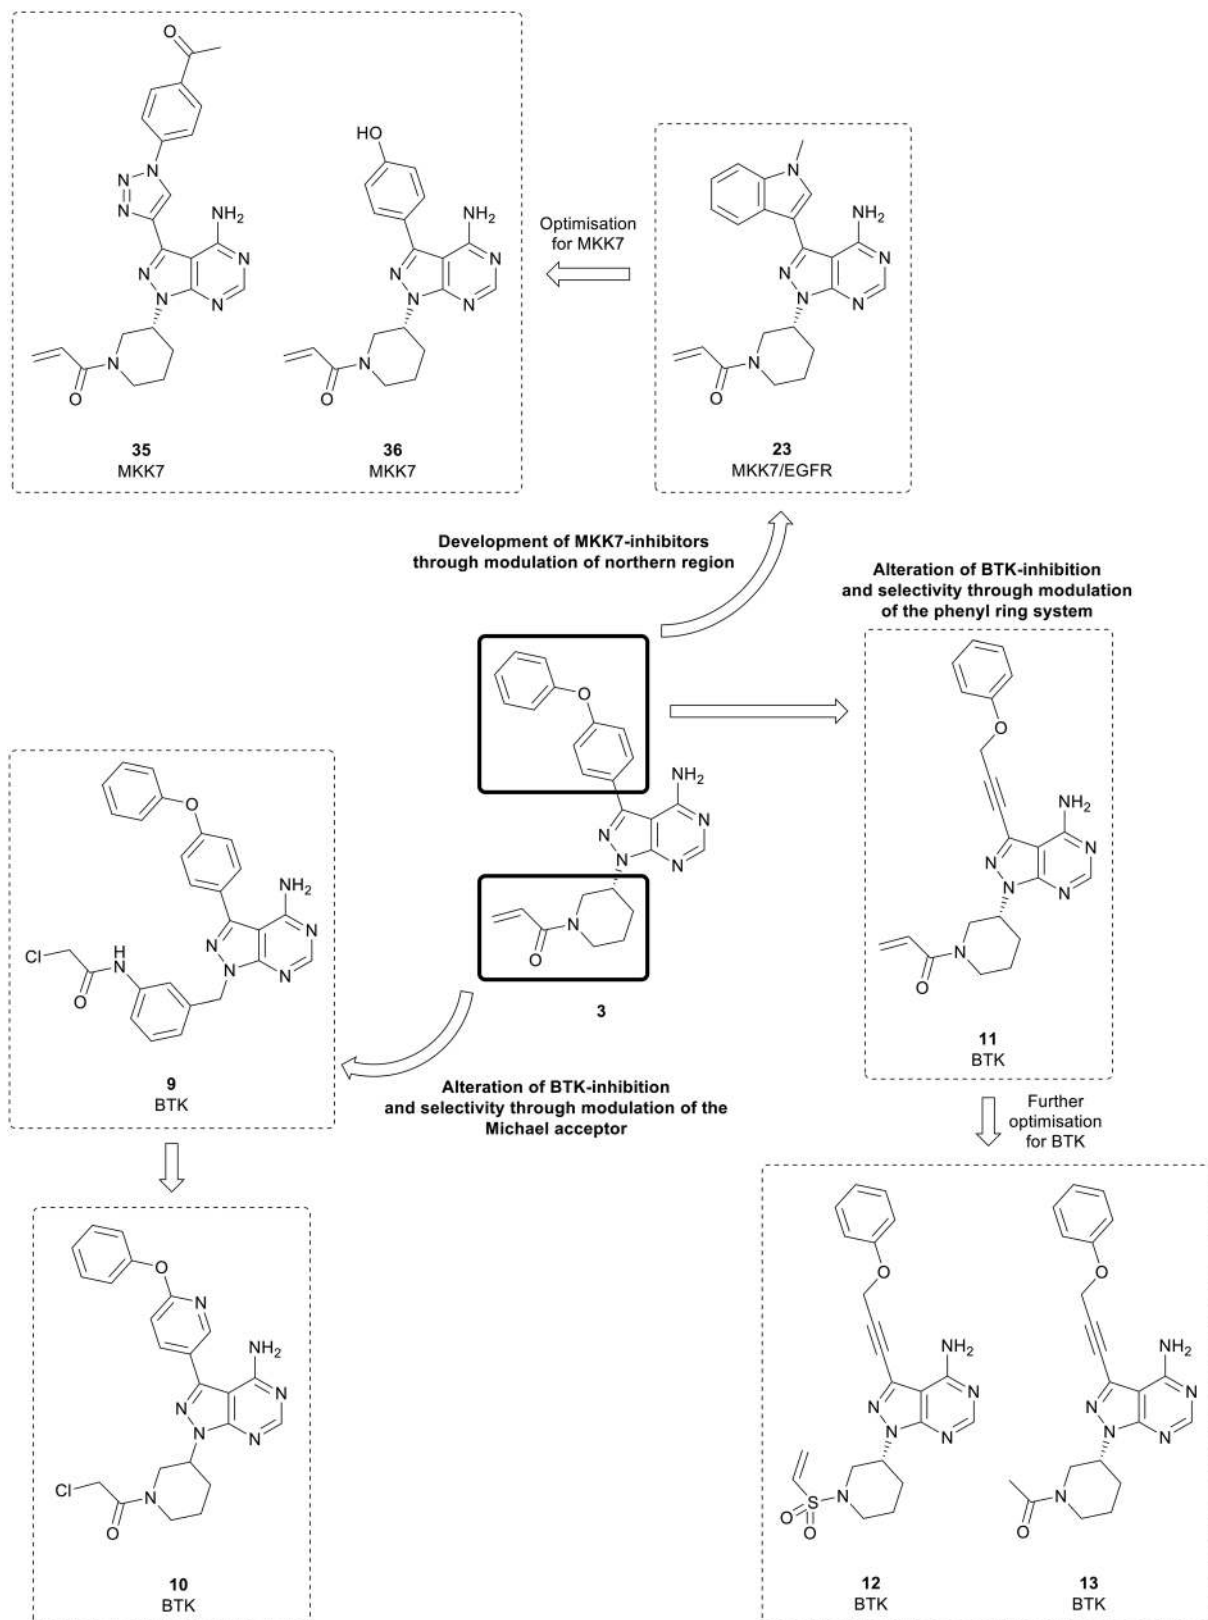 O
N
N
N
NH₂
N
N
N
N
N
O
35
MKK7
HO
NH₂
N
N
N
N
N
O
36
MKK7
Optimisation
for MKK7
N
NH₂
N
N
N
N
N
O
23
MKK7/EGFR
Development of MKK7-inhibitors
through modulation of northern region
Alteration of BTK-inhibition
and selectivity through modulation
of the phenyl ring system
O
NH₂
N
N
N
N
N
O
3
O
NH₂
N
N
N
N
N
O
11
BTK
O
NH₂
N
N
N
N
Cl
H
N
O
9
BTK
Alteration of BTK-inhibition
and selectivity through modulation of the
Michael acceptor
Further
optimisation
for BTK
O
N
NH₂
N
N
N
N
Cl
N
O
10
BTK
O
NH₂
N
N
N
N
S
N
O
O
12
BTK
O
NH₂
N
N
N
N
N
O
13
BTK